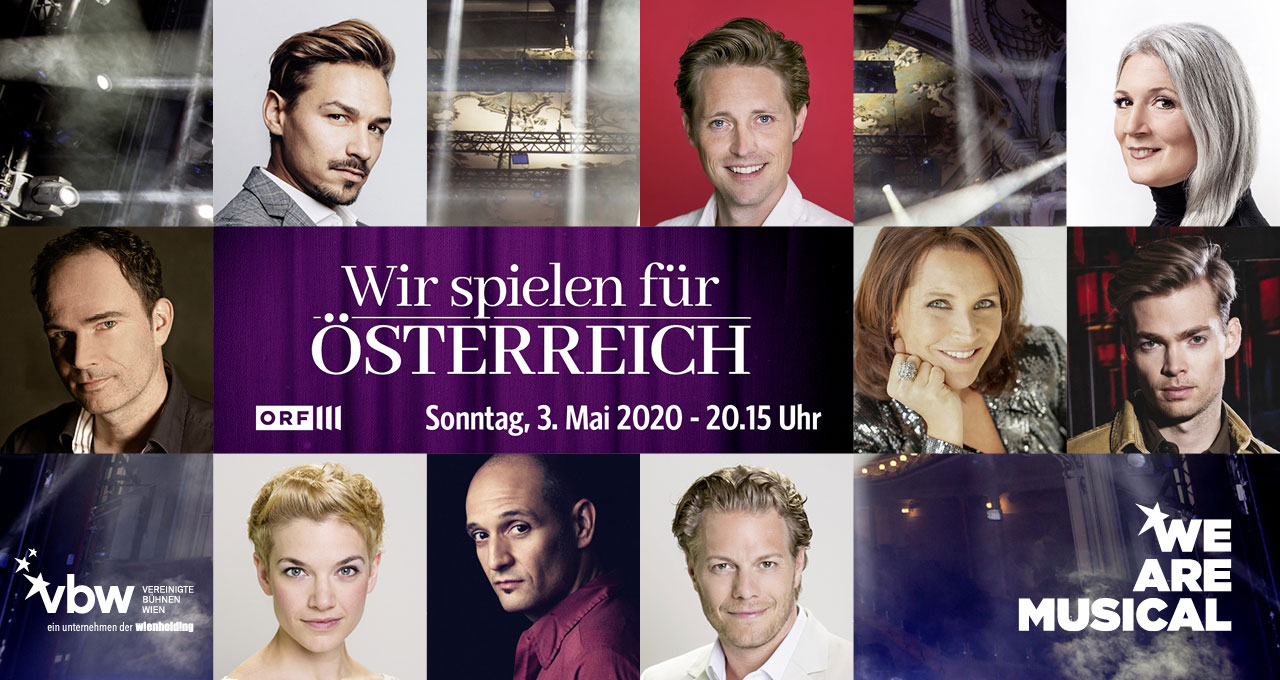 Wir spielen für
ÖSTERREICH
ORF III
Sonntag, 3. Mai 2020 - 20.15 Uhr
vbw
VEREINIGTE
BÜHNEN
WIEN
ein unternehmen der wienholding
WE
ARE
MUSICAL